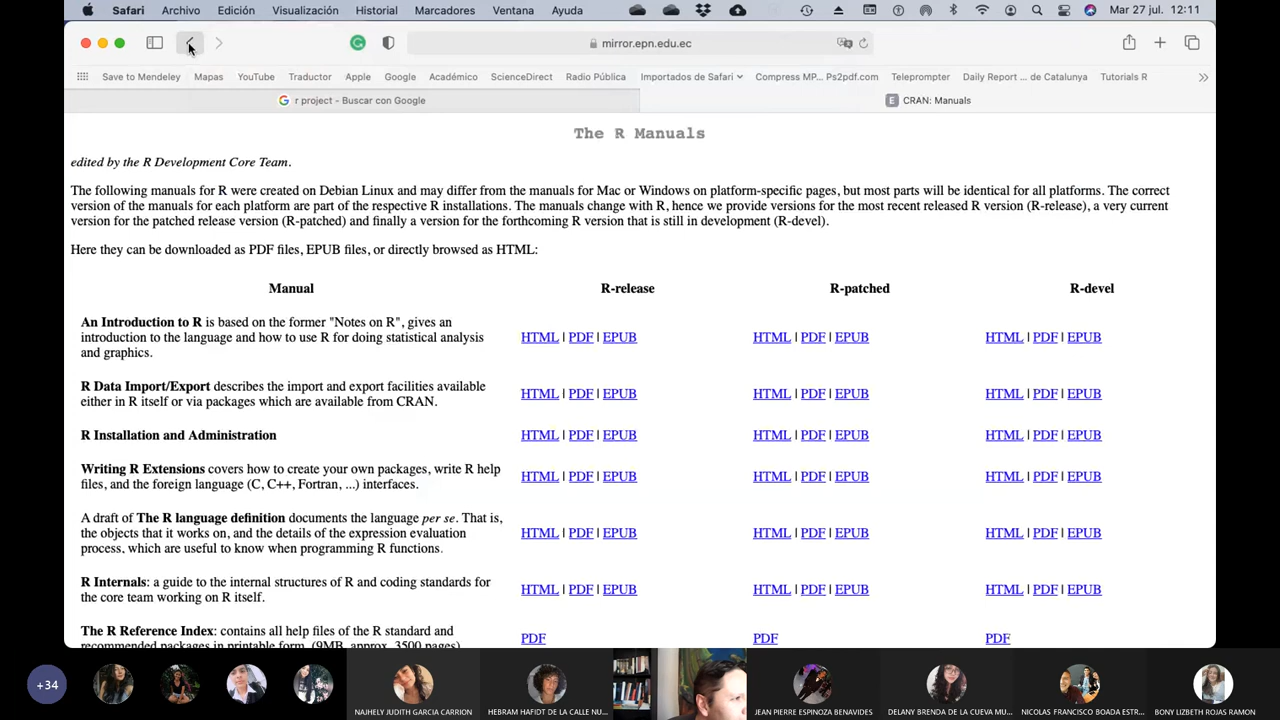 Safari Archivo Edición Visualización Historial Marcadores Ventana Ayuda Mar 27 jul. 12:11
mirror.epn.edu.ec
Save to Mendeley Mapas YouTube Traductor Apple Google Académico ScienceDirect Radio Pública Importados de Safari Compress MP... Ps2pdf.com Teleprompter Daily Report ... de Catalunya Tutorials R
r project - Buscar con Google E CRAN: Manuals
The R Manuals
edited by the R Development Core Team.
The following manuals for R were created on Debian Linux and may differ from the manuals for Mac or Windows on platform-specific pages, but most parts will be identical for all platforms. The correct
version of the manuals for each platform are part of the respective R installations. The manuals change with R, hence we provide versions for the most recent released R version (R-release), a very current
version for the patched release version (R-patched) and finally a version for the forthcoming R version that is still in development (R-devel).
Here they can be downloaded as PDF files, EPUB files, or directly browsed as HTML:
Manual R-release R-patched R-devel
An Introduction to R is based on the former "Notes on R", gives an
introduction to the language and how to use R for doing statistical analysis
and graphics.
HTML | PDF | EPUB HTML | PDF | EPUB HTML | PDF | EPUB
R Data Import/Export describes the import and export facilities available
either in R itself or via packages which are available from CRAN.
HTML | PDF | EPUB HTML | PDF | EPUB HTML | PDF | EPUB
R Installation and Administration HTML | PDF | EPUB HTML | PDF | EPUB HTML | PDF | EPUB
Writing R Extensions covers how to create your own packages, write R help
files, and the foreign language (C, C++, Fortran, ...) interfaces.
HTML | PDF | EPUB HTML | PDF | EPUB HTML | PDF | EPUB
A draft of The R language definition documents the language per se. That is,
the objects that it works on, and the details of the expression evaluation
process, which are useful to know when programming R functions.
HTML | PDF | EPUB HTML | PDF | EPUB HTML | PDF | EPUB
R Internals: a guide to the internal structures of R and coding standards for
the core team working on R itself.
HTML | PDF | EPUB HTML | PDF | EPUB HTML | PDF | EPUB
The R Reference Index: contains all help files of the R standard and
recommended packages in printable form. (9MB, approx. 3500 pages)
PDF PDF PDF
+34
NAJHELY JUDITH GARCIA CARRION HEBRAM HAFIDT DE LA CALLE NU... JEAN PIERRE ESPINOZA BENAVIDES DELANY BRENDA DE LA CUEVA MU... NICOLAS FRANCISCO BOADA ESTR... BONY LIZBETH ROJAS RAMON